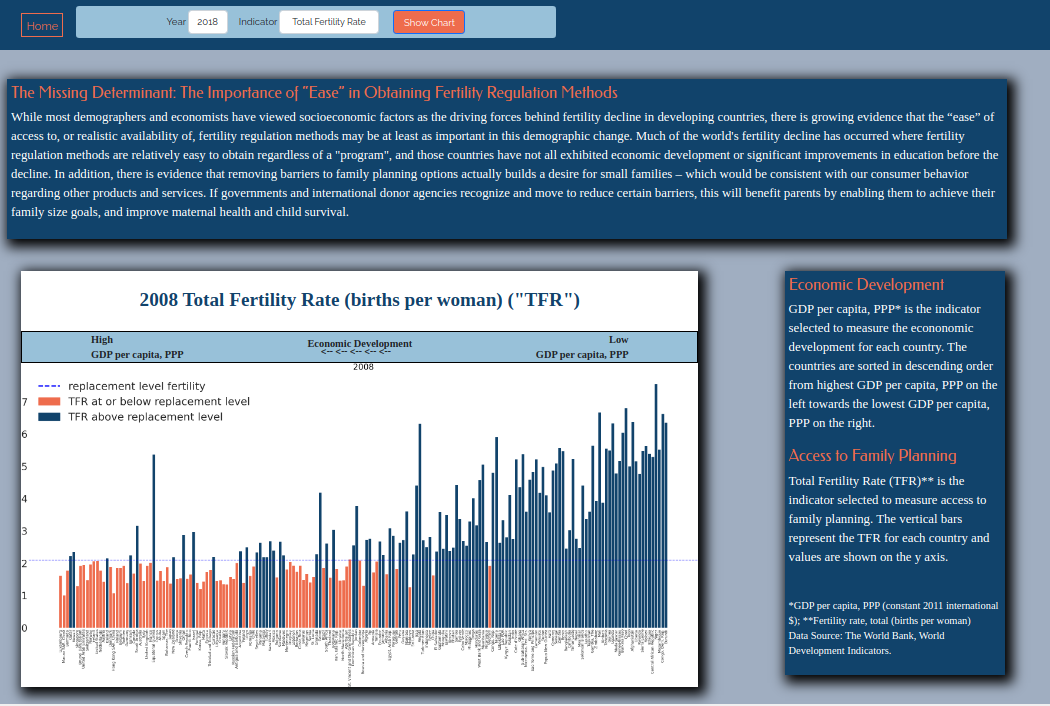 Home
Year 2018 Indicator Total Fertility Rate Show Chart
The Missing Determinant: The Importance of "Ease" in Obtaining Fertility Regulation Methods
While most demographers and economists have viewed socioeconomic factors as the driving forces behind fertility decline in developing countries, there is growing evidence that the “ease” of
access to, or realistic availability of, fertility regulation methods may be at least as important in this demographic change. Much of the world's fertility decline has occurred where fertility
regulation methods are relatively easy to obtain regardless of a "program", and those countries have not all exhibited economic development or significant improvements in education before the
decline. In addition, there is evidence that removing barriers to family planning options actually builds a desire for small families – which would be consistent with our consumer behavior
regarding other products and services. If governments and international donor agencies recognize and move to reduce certain barriers, this will benefit parents by enabling them to achieve their
family size goals, and improve maternal health and child survival.
2008 Total Fertility Rate (births per woman) ("TFR")
High
GDP per capita, PPP
Economic Development
<-- <-- <-- <-- <--
Low
GDP per capita, PPP
2008
replacement level fertility
TFR at or below replacement level
TFR above replacement level
7
6
5
4
3
2
1
0
Economic Development
GDP per capita, PPP* is the indicator
selected to measure the econonomic
development for each country. The
countries are sorted in descending order
from highest GDP per capita, PPP on the
left towards the lowest GDP per capita,
PPP on the right.
Access to Family Planning
Total Fertility Rate (TFR)** is the
indicator selected to measure access to
family planning. The vertical bars
represent the TFR for each country and
values are shown on the y axis.
*GDP per capita, PPP (constant 2011 international
$); **Fertility rate, total (births per woman)
Data Source: The World Bank, World
Development Indicators.